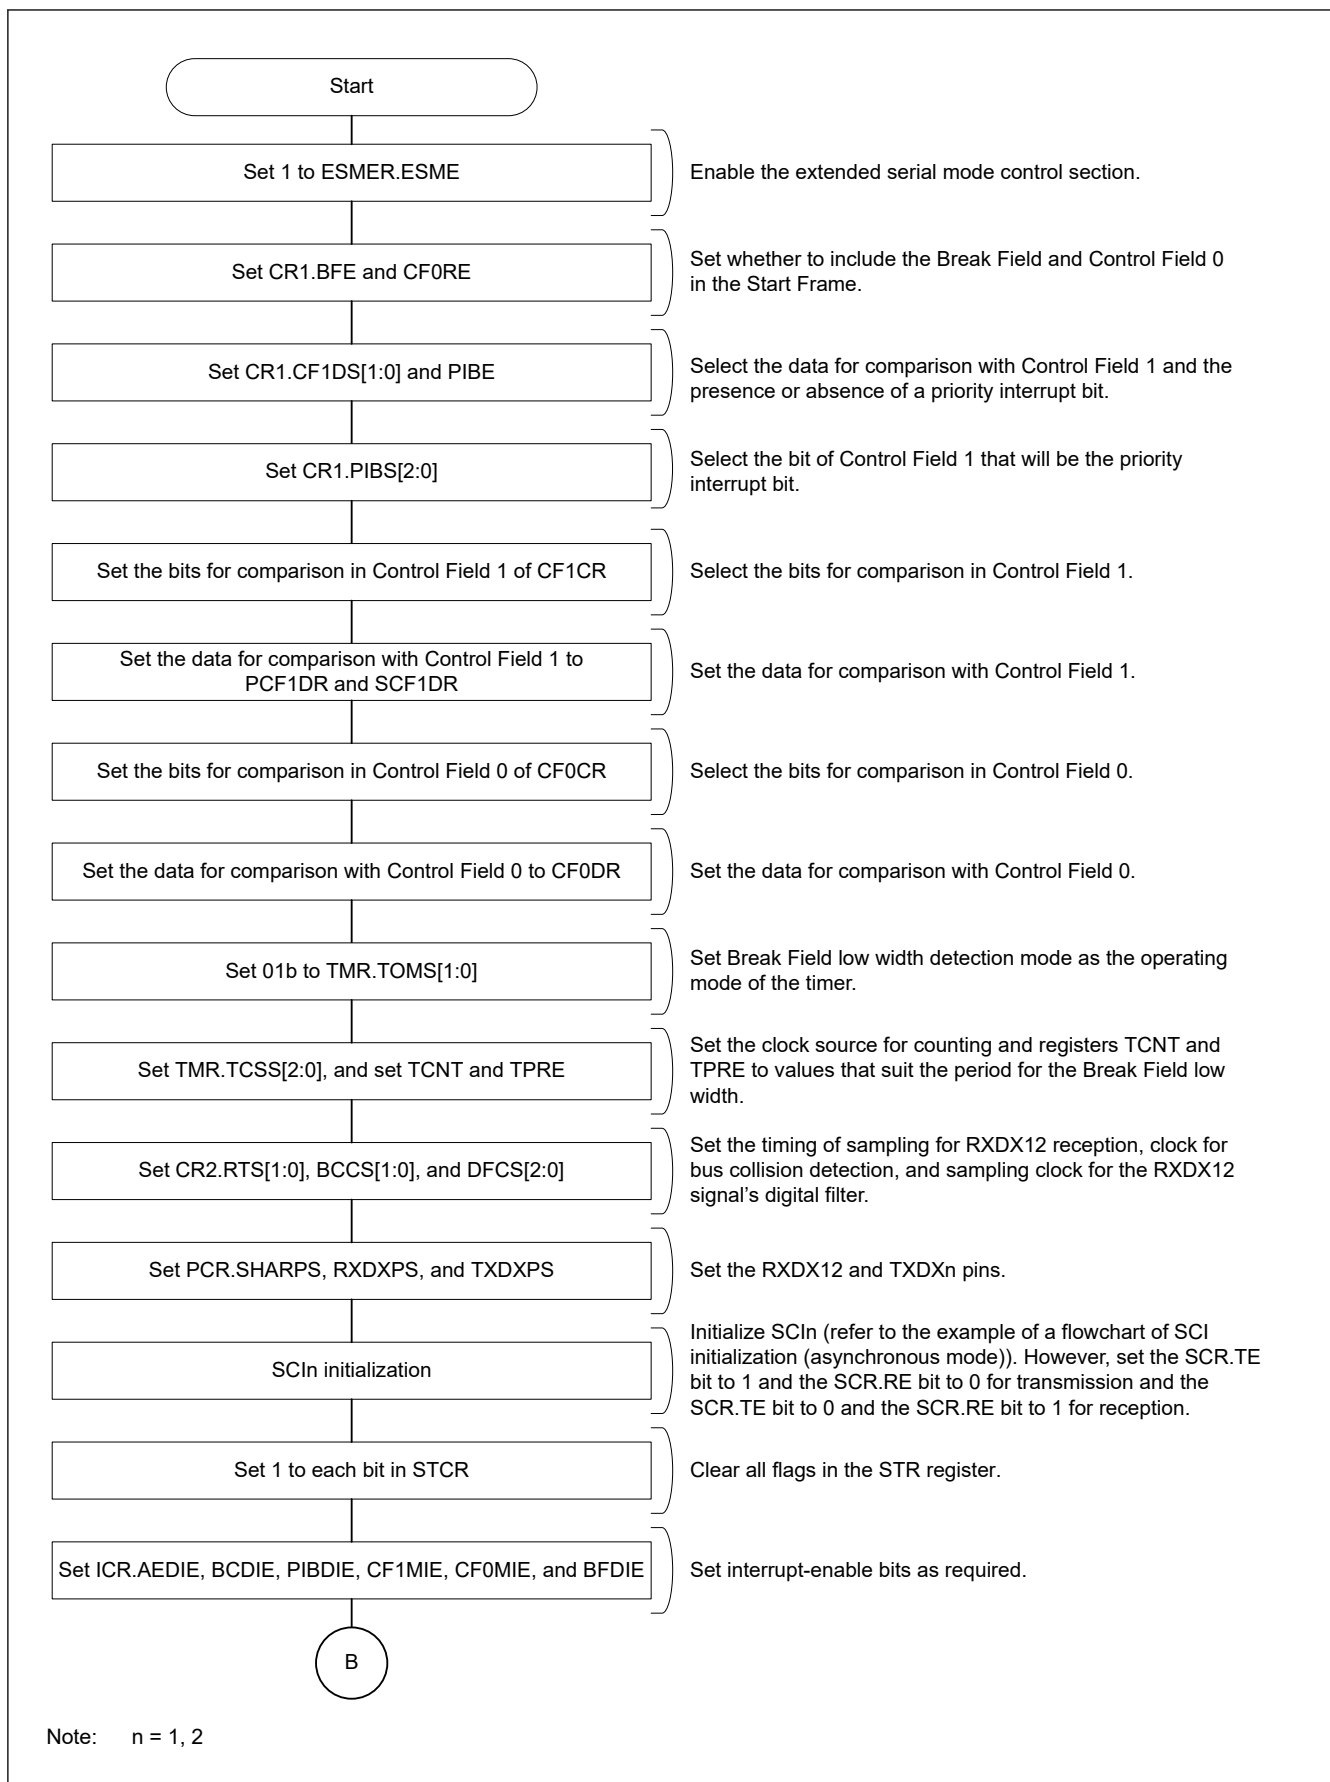 Start
Set 1 to ESMER.ESME
Enable the extended serial mode control section.
Set CR1.BFE and CF0RE
Set whether to include the Break Field and Control Field 0
in the Start Frame.
Set CR1.CF1DS[1:0] and PIBE
Select the data for comparison with Control Field 1 and the
presence or absence of a priority interrupt bit.
Set CR1.PIBS[2:0]
Select the bit of Control Field 1 that will be the priority
interrupt bit.
Set the bits for comparison in Control Field 1 of CF1CR
Select the bits for comparison in Control Field 1.
Set the data for comparison with Control Field 1 to
PCF1DR and SCF1DR
Set the data for comparison with Control Field 1.
Set the bits for comparison in Control Field 0 of CF0CR
Select the bits for comparison in Control Field 0.
Set the data for comparison with Control Field 0 to CF0DR
Set the data for comparison with Control Field 0.
Set 01b to TMR.TOMS[1:0]
Set Break Field low width detection mode as the operating
mode of the timer.
Set TMR.TCSS[2:0], and set TCNT and TPRE
Set the clock source for counting and registers TCNT and
TPRE to values that suit the period for the Break Field low
width.
Set CR2.RTS[1:0], BCCS[1:0], and DFCS[2:0]
Set the timing of sampling for RXDX12 reception, clock for
bus collision detection, and sampling clock for the RXDX12
signal’s digital filter.
Set PCR.SHARPS, RXDXPS, and TXDXPS
Set the RXDX12 and TXDXn pins.
SCIn initialization
Initialize SCIn (refer to the example of a flowchart of SCI
initialization (asynchronous mode)). However, set the SCR.TE
bit to 1 and the SCR.RE bit to 0 for transmission and the
SCR.TE bit to 0 and the SCR.RE bit to 1 for reception.
Set 1 to each bit in STCR
Clear all flags in the STR register.
Set ICR.AEDIE, BCDIE, PIBDIE, CF1MIE, CF0MIE, and BFDIE
Set interrupt-enable bits as required.
B
Note: n = 1, 2